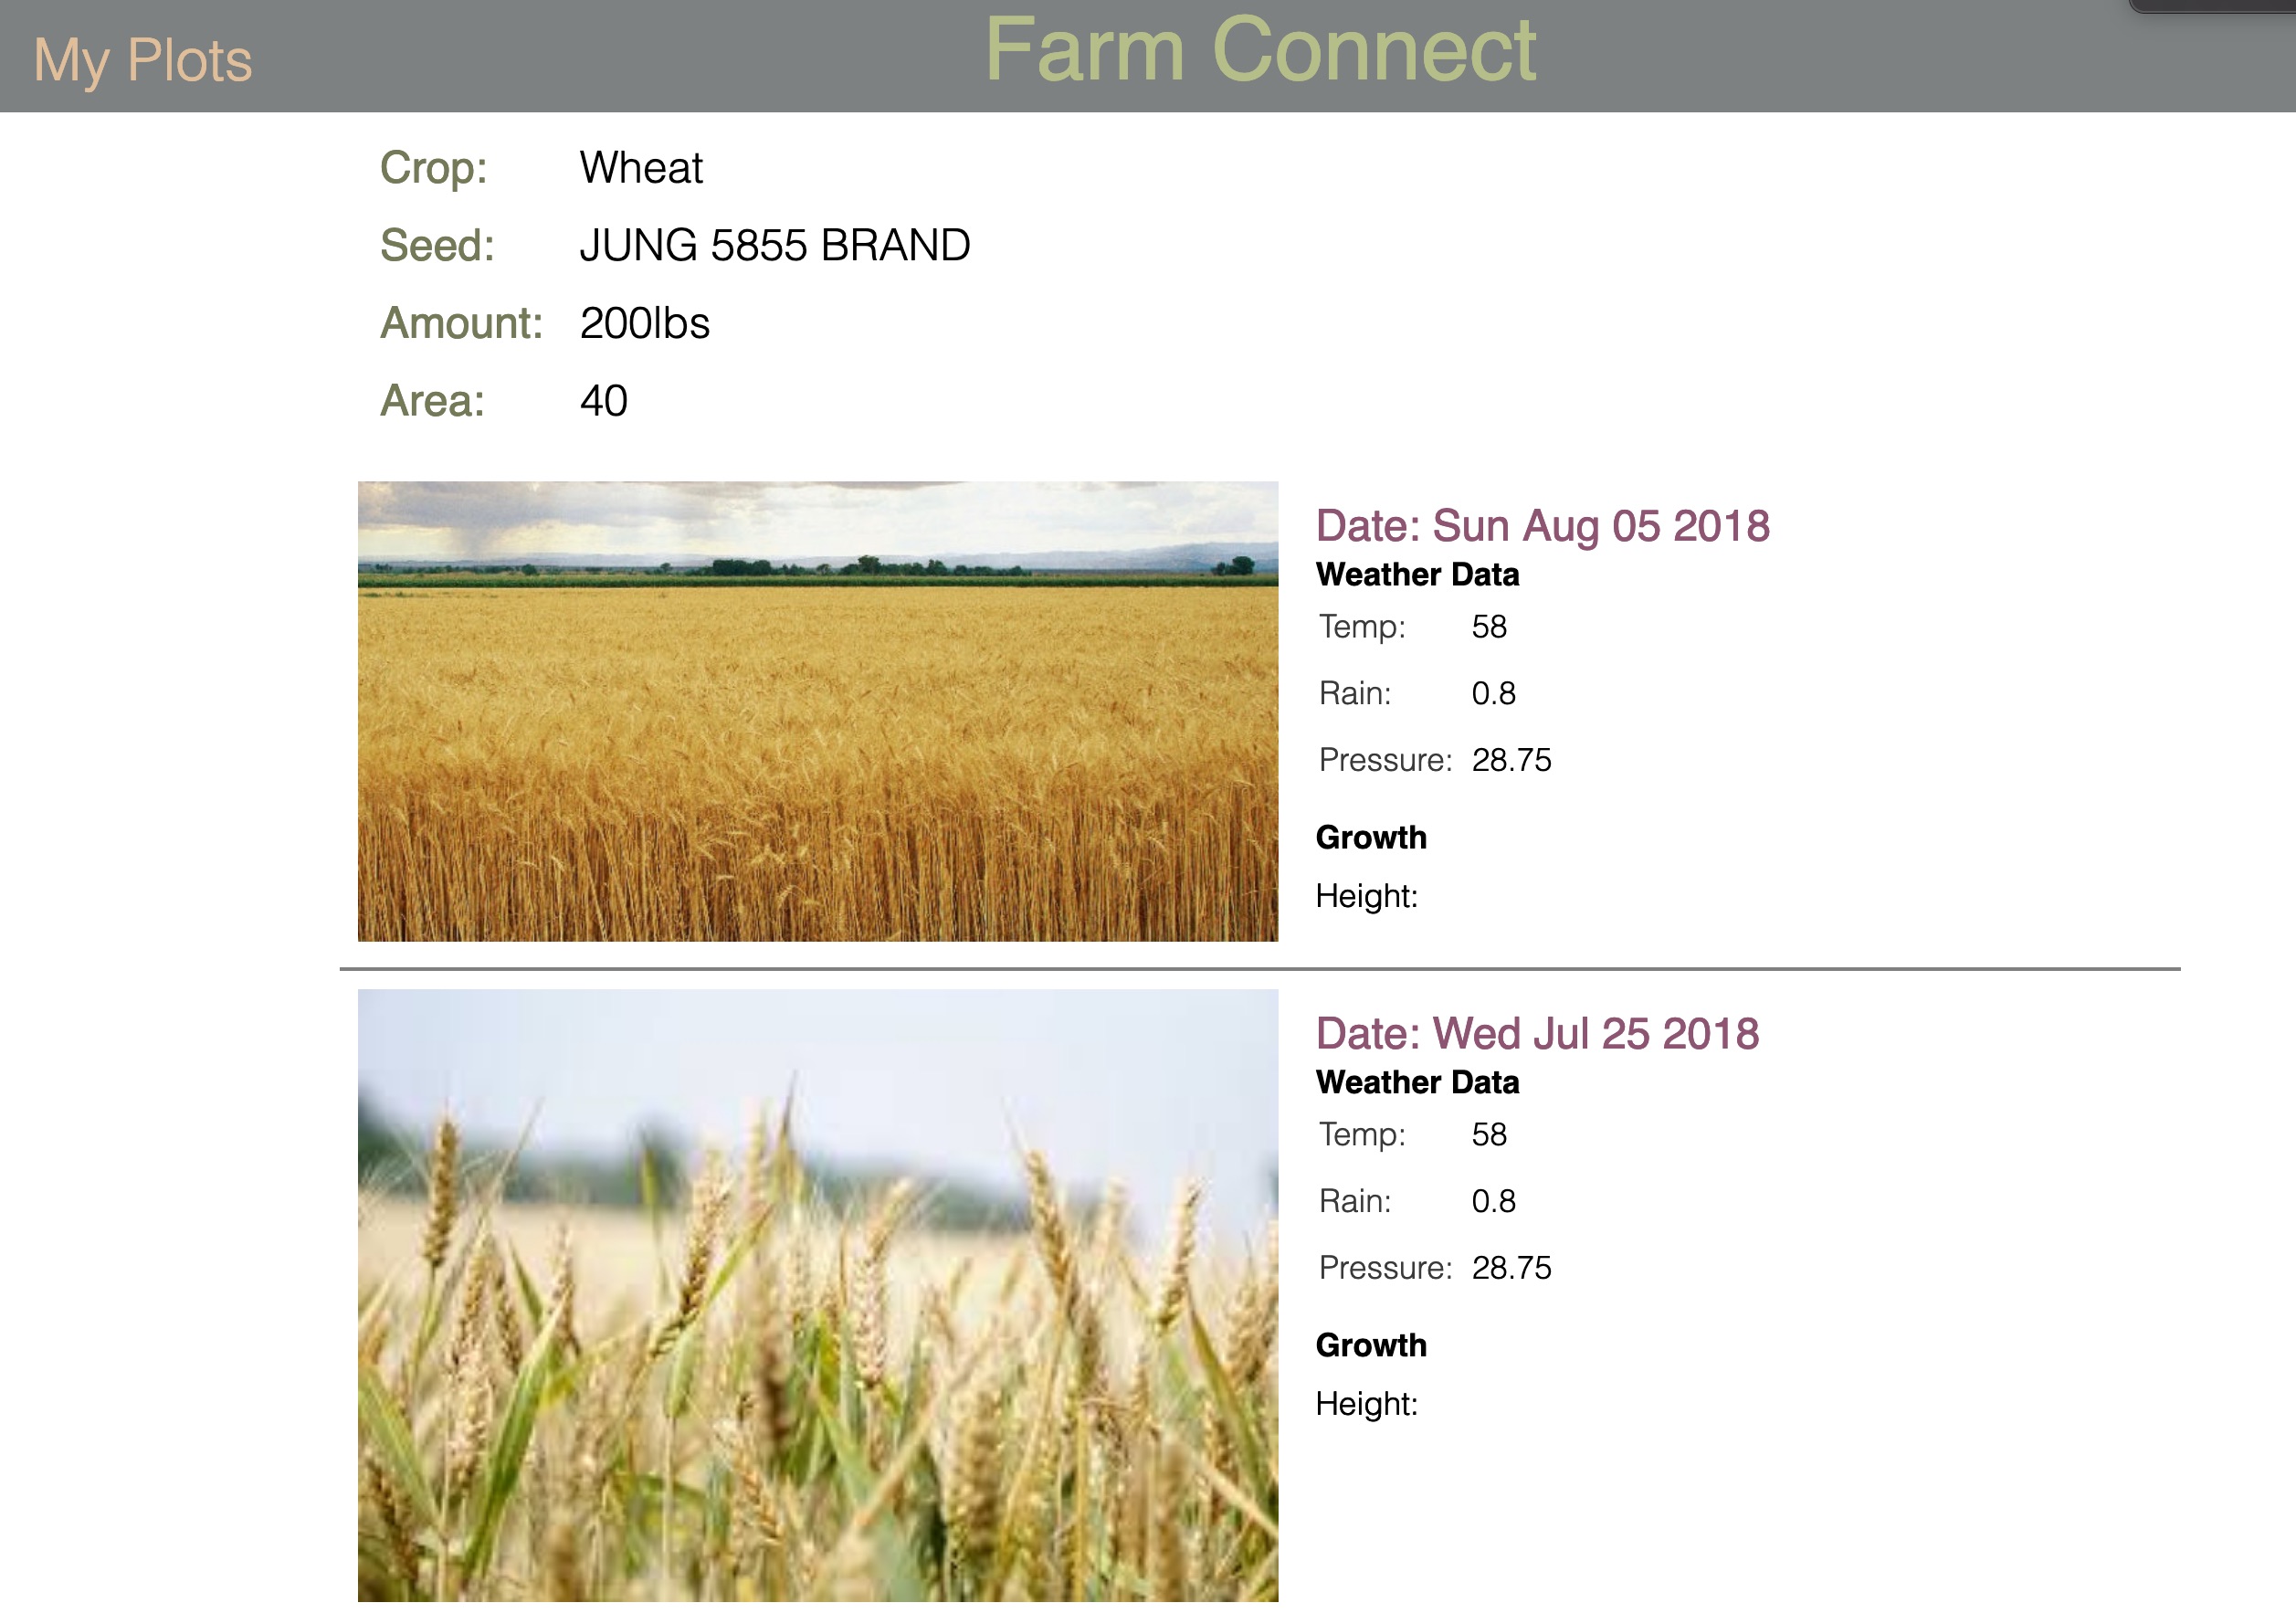 My Plots
Farm Connect
Crop: Wheat
Seed: JUNG 5855 BRAND
Amount: 200lbs
Area: 40
Date: Sun Aug 05 2018
Weather Data
Temp: 58
Rain: 0.8
Pressure: 28.75
Growth
Height:
Date: Wed Jul 25 2018
Weather Data
Temp: 58
Rain: 0.8
Pressure: 28.75
Growth
Height: